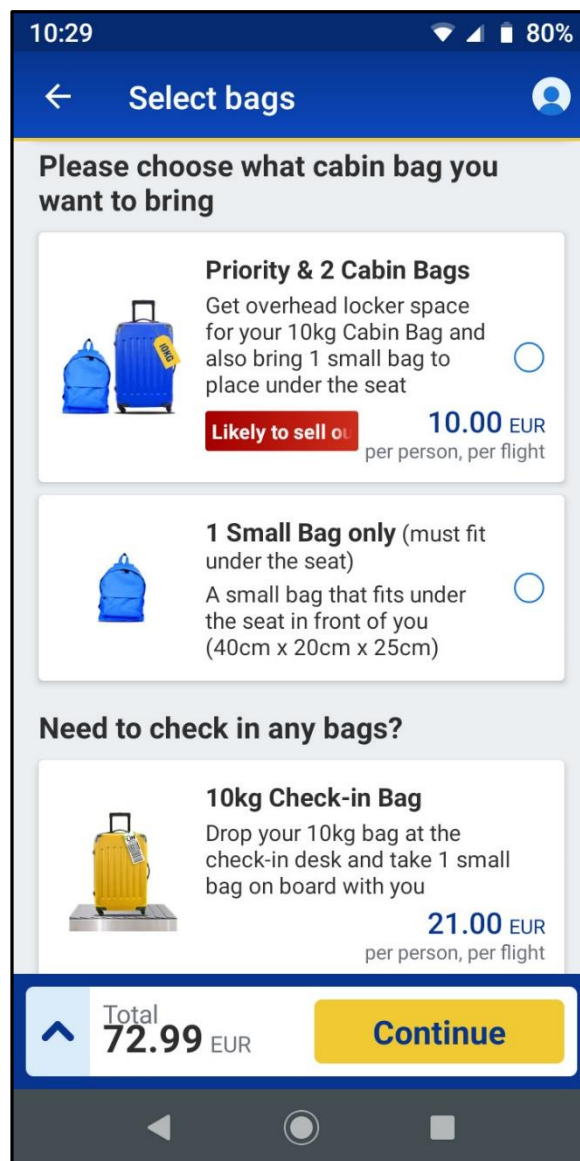 10:29
80%
Select bags
Please choose what cabin bag you
want to bring
Priority & 2 Cabin Bags
Get overhead locker space
for your 10kg Cabin Bag and
also bring 1 small bag to
place under the seat
10KG
Likely to sell ou
10.00 EUR
per person, per flight
1 Small Bag only (must fit
under the seat)
A small bag that fits under
the seat in front of you
(40cm x 20cm x 25cm)
Need to check in any bags?
10kg Check-in Bag
Drop your 10kg bag at the
check-in desk and take 1 small
bag on board with you
21.00 EUR
per person, per flight
Total
72.99 EUR
Continue